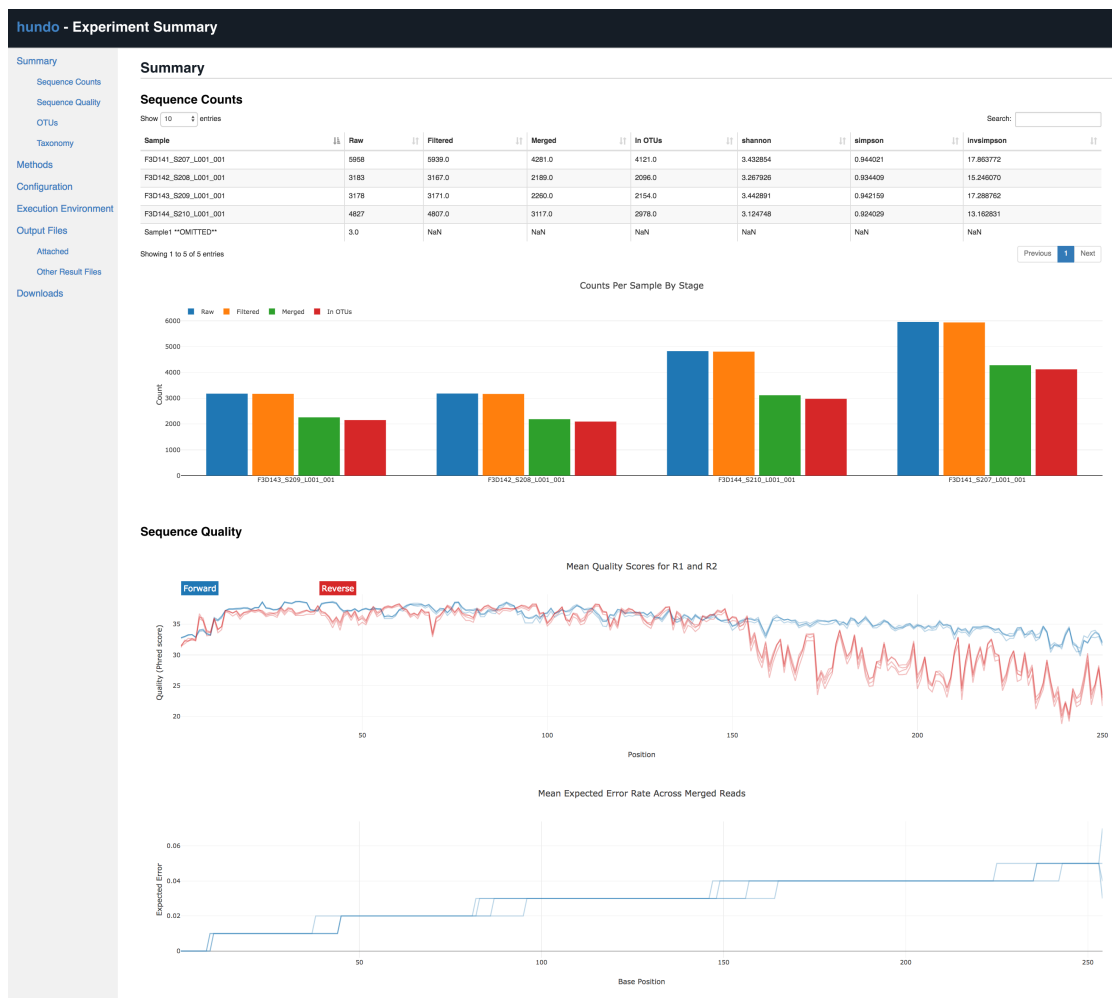 hundo - Experiment Summary
Summary
Sequence Counts
Sequence Quality
OTUs
Taxonomy
Methods
Configuration
Execution Environment
Output Files
Attached
Other Result Files
Downloads
Summary
Sequence Counts
Show 10 entries Search:
Sample Raw Filtered Merged In OTUs shannon simpson invsimpson
F3D141_S207_L001_001 5958 5939.0 4281.0 4121.0 3.432854 0.944021 17.863772
F3D142_S208_L001_001 3183 3167.0 2189.0 2096.0 3.267926 0.934409 15.246070
F3D143_S209_L001_001 3178 3171.0 2260.0 2154.0 3.442891 0.942159 17.288762
F3D144_S210_L001_001 4827 4807.0 3117.0 2978.0 3.124748 0.924029 13.162831
Sample1 **OMITTED** 3.0 NaN NaN NaN NaN NaN NaN
Showing 1 to 5 of 5 entries Previous 1 Next
Counts Per Sample By Stage
Raw Filtered Merged In OTUs
6000
5000
4000
3000
2000
1000
0
Count
F3D143_S209_L001_001 F3D142_S208_L001_001 F3D144_S210_L001_001 F3D141_S207_L001_001
Sequence Quality
Mean Quality Scores for R1 and R2
Forward Reverse
35
30
25
20
Quality (Phred score)
50 100 150 200 250
Position
Mean Expected Error Rate Across Merged Reads
0.06
0.04
0.02
0
Expected Error
50 100 150 200 250
Base Position